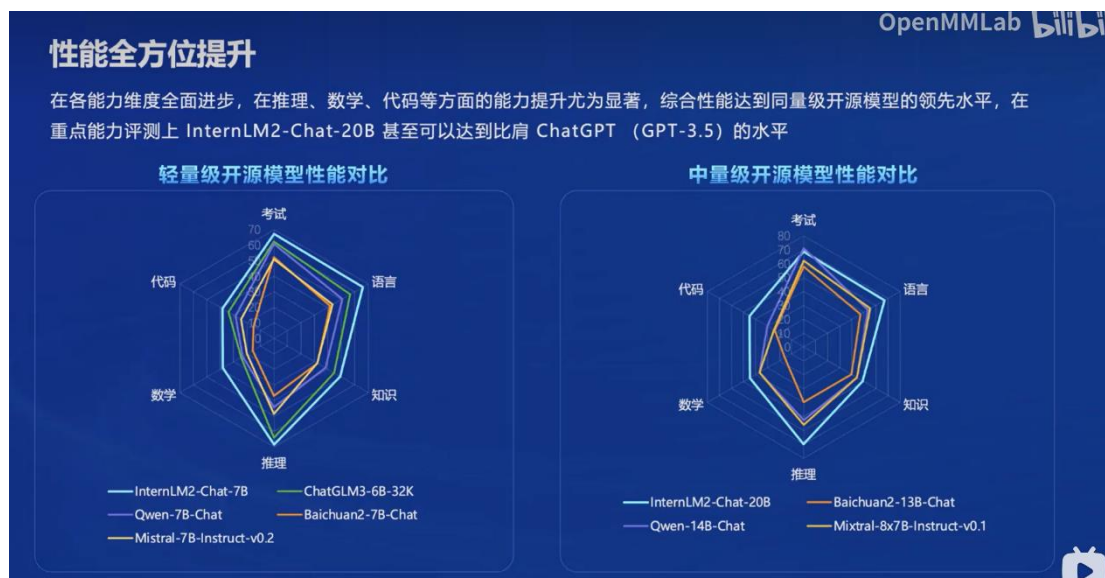 OpenMMLab bilibi
性能全方位提升
在各能力维度全面进步，在推理、数学、代码等方面的能力提升尤为显著，综合性能达到同量级开源模型的领先水平，在
重点能力评测上 InternLM2-Chat-20B 甚至可以达到比肩 ChatGPT （GPT-3.5）的水平
轻量级开源模型性能对比
考试
70
60
代码
语言
10
0
数学
知识
推理
InternLM2-Chat-7B
ChatGLM3-6B-32K
Qwen-7B-Chat
Baichuan2-7B-Chat
Mistral-7B-Instruct-v0.2
中量级开源模型性能对比
考试
80
70
60
代码
语言
10
0
数学
知识
推理
InternLM2-Chat-20B
Baichuan2-13B-Chat
Qwen-14B-Chat
Mixtral-8x7B-Instruct-v0.1